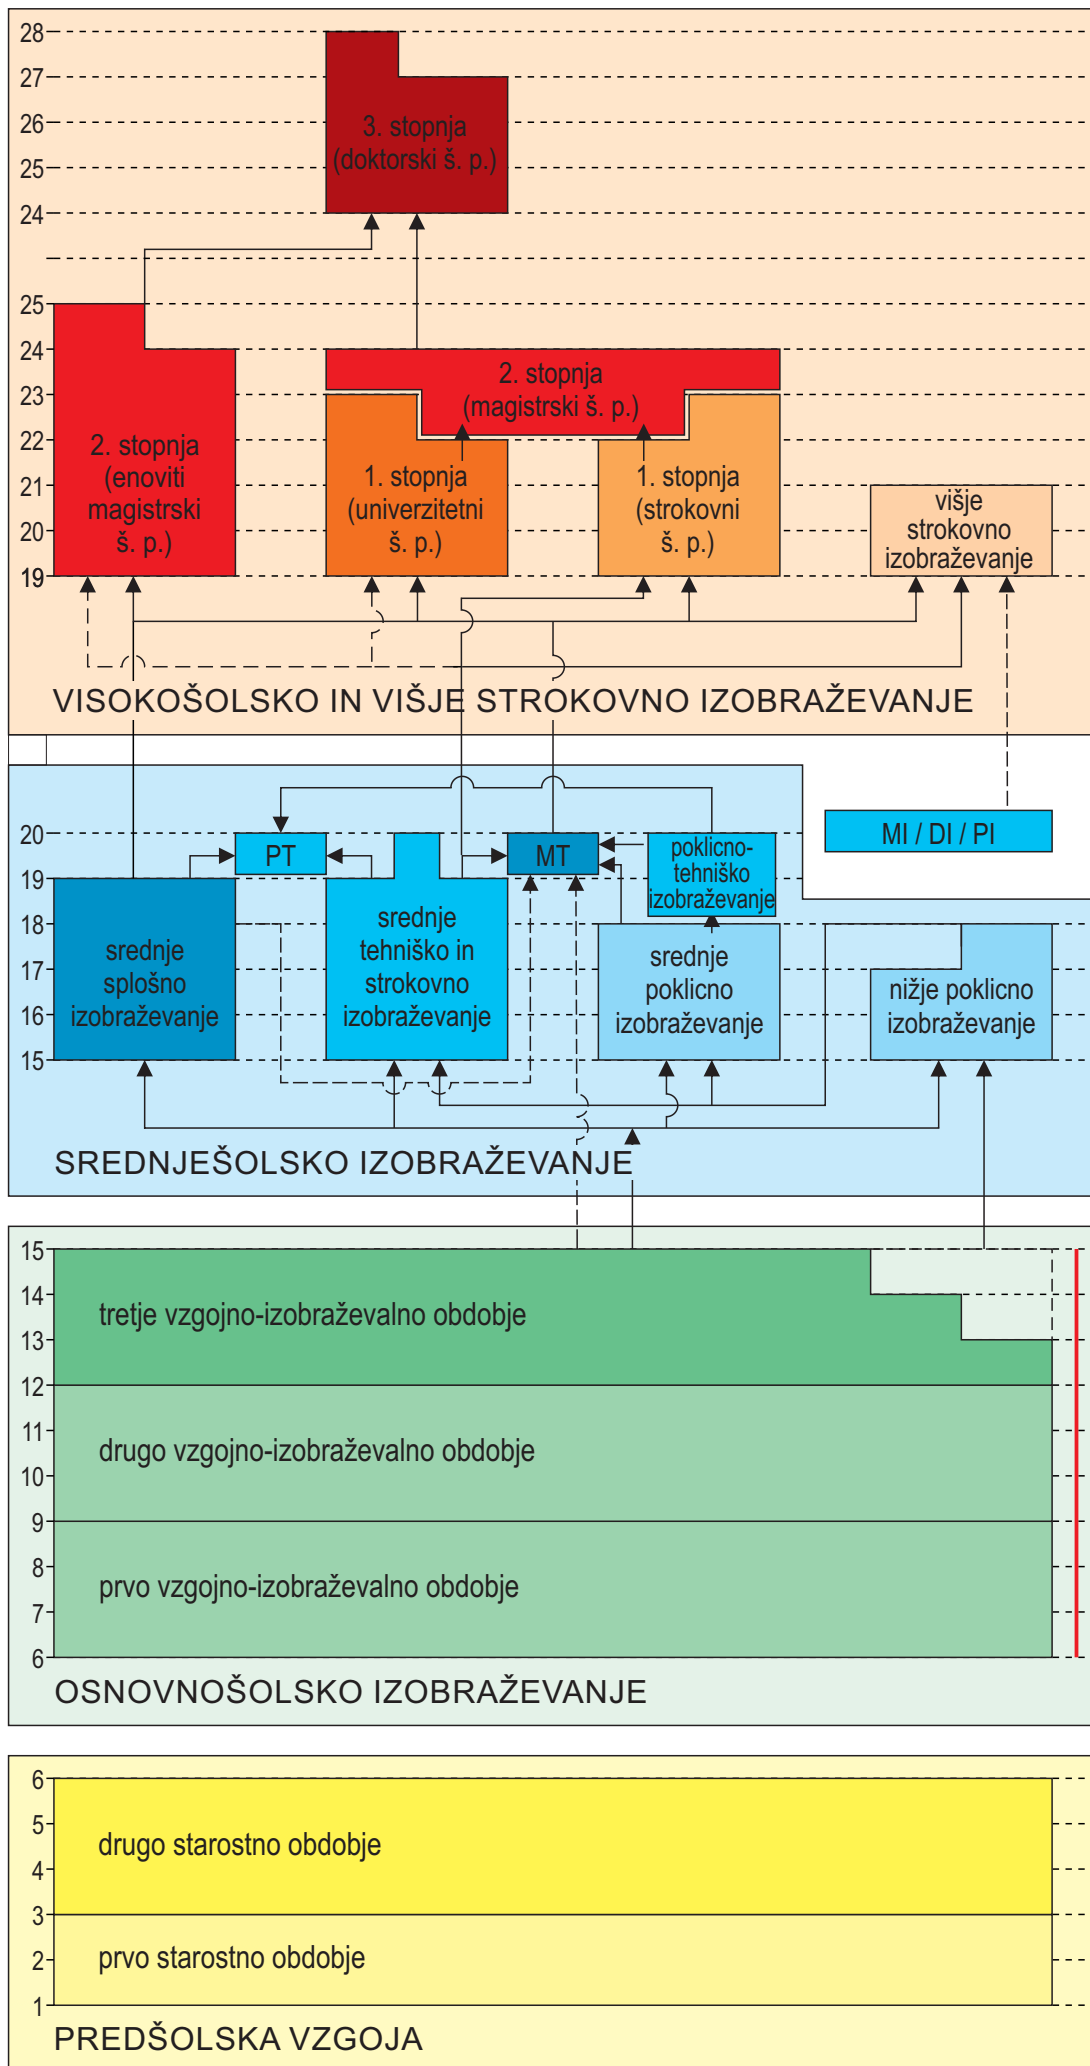 28
27
26
25
24
3. stopnja
(doktorski š. p.)
25
24
23
22
21
20
19
2. stopnja
(enoviti
magistrski
š. p.)
2. stopnja
(magistrski š. p.)
1. stopnja
(univerzitetni
š. p.)
1. stopnja
(strokovni
š. p.)
višje
strokovno
izobraževanje
VISOKOŠOLSKO IN VIŠJE STROKOVNO IZOBRAŽEVANJE
20
19
18
17
16
15
PT
MT
poklicno-
tehniško
izobraževanje
MI / DI / PI
srednje
splošno
izobraževanje
srednje
tehniško in
strokovno
izobraževanje
srednje
poklicno
izobraževanje
nižje poklicno
izobraževanje
SREDNJEŠOLSKO IZOBRAŽEVANJE
15
14
13
12
11
10
9
8
7
6
tretje vzgojno-izobraževalno obdobje
drugo vzgojno-izobraževalno obdobje
prvo vzgojno-izobraževalno obdobje
OSNOVNOŠOLSKO IZOBRAŽEVANJE
6
5
4
3
2
1
drugo starostno obdobje
prvo starostno obdobje
PREDŠOLSKA VZGOJA